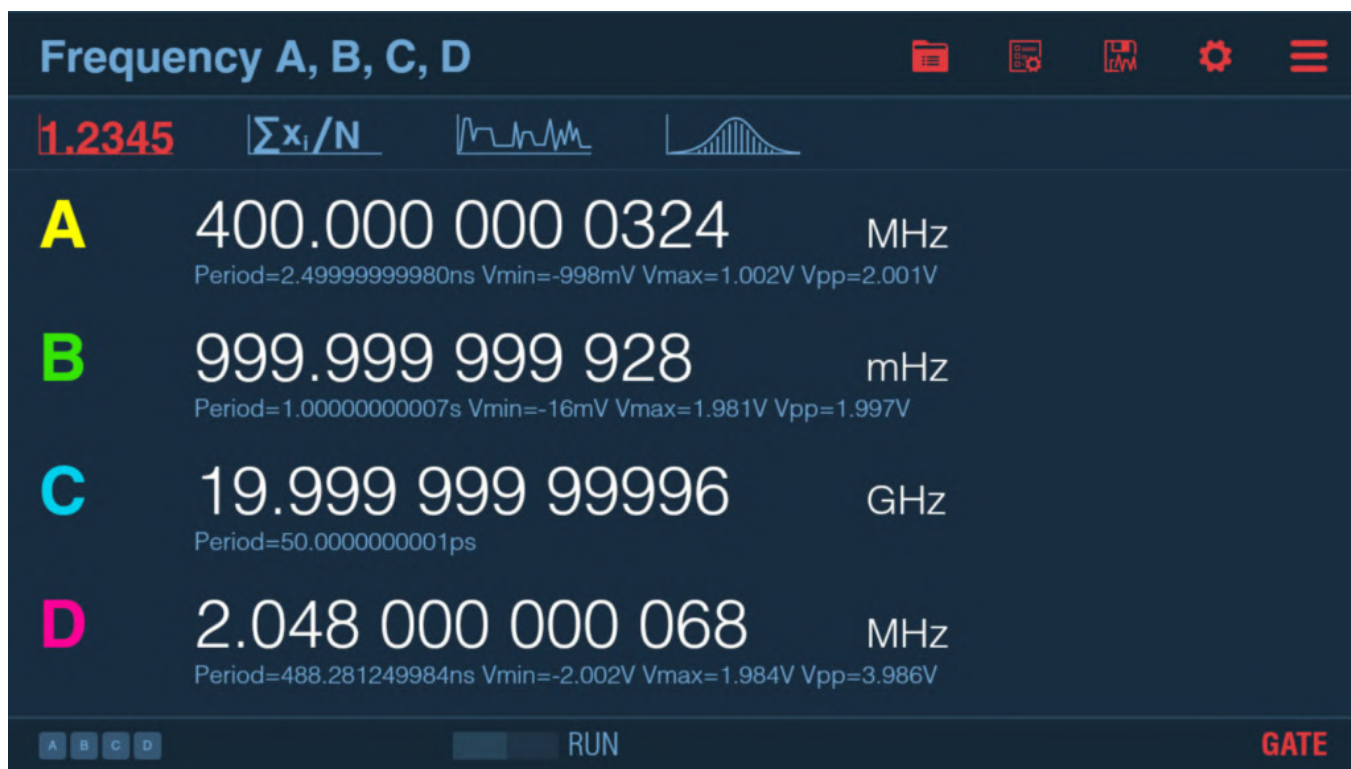 Frequency A, B, C, D
1.2345 ∑xᵢ/N
A 400.000 000 0324 MHz
Period=2.49999999980ns Vmin=-998mV Vmax=1.002V Vpp=2.001V
B 999.999 999 928 mHz
Period=1.00000000007s Vmin=-16mV Vmax=1.981V Vpp=1.997V
C 19.999 999 99996 GHz
Period=50.0000000001ps
D 2.048 000 000 068 MHz
Period=488.281249984ns Vmin=-2.002V Vmax=1.984V Vpp=3.986V
A B C D RUN GATE